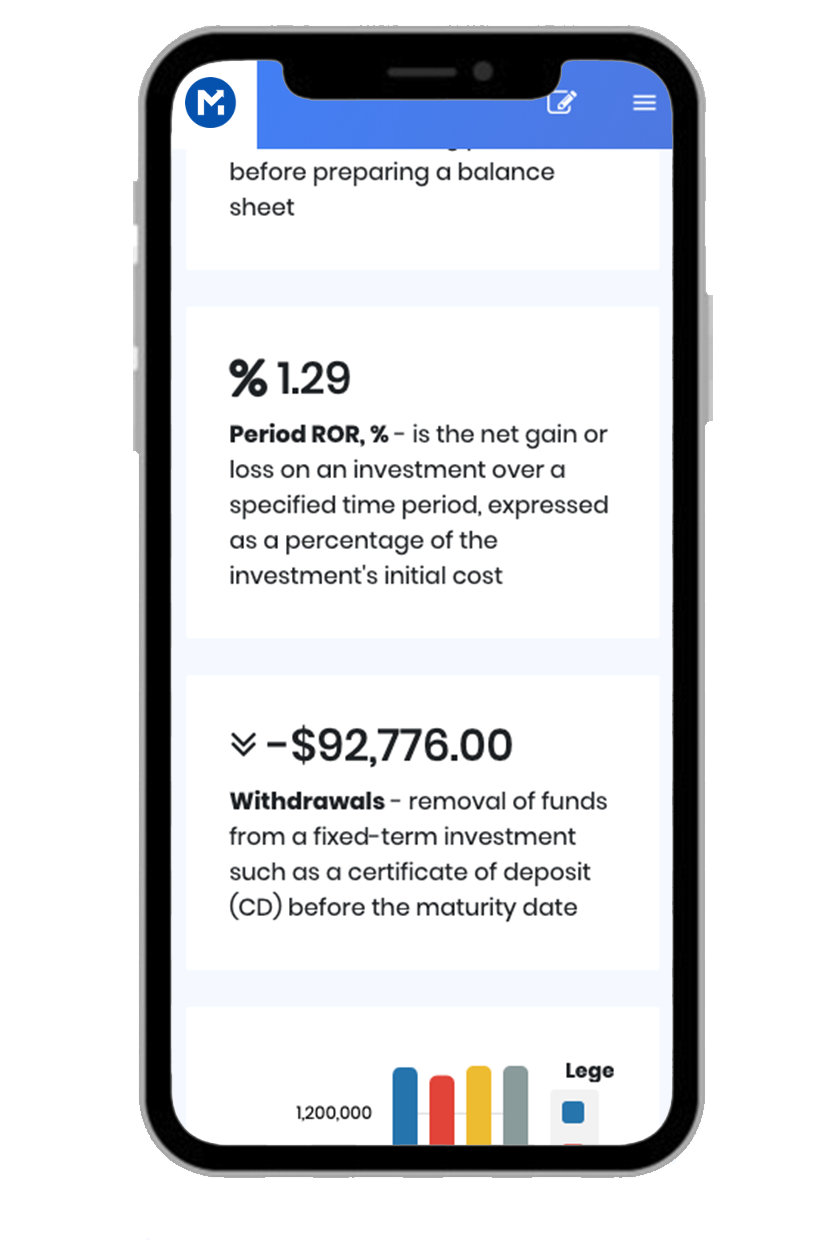 before preparing a balance
sheet
% 1.29
Period ROR, % - is the net gain or
loss on an investment over a
specified time period, expressed
as a percentage of the
investment's initial cost
-$92,776.00
Withdrawals - removal of funds
from a fixed-term investment
such as a certificate of deposit
(CD) before the maturity date
Lege
1,200,000